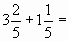 3 2/5 + 1 1/5 =